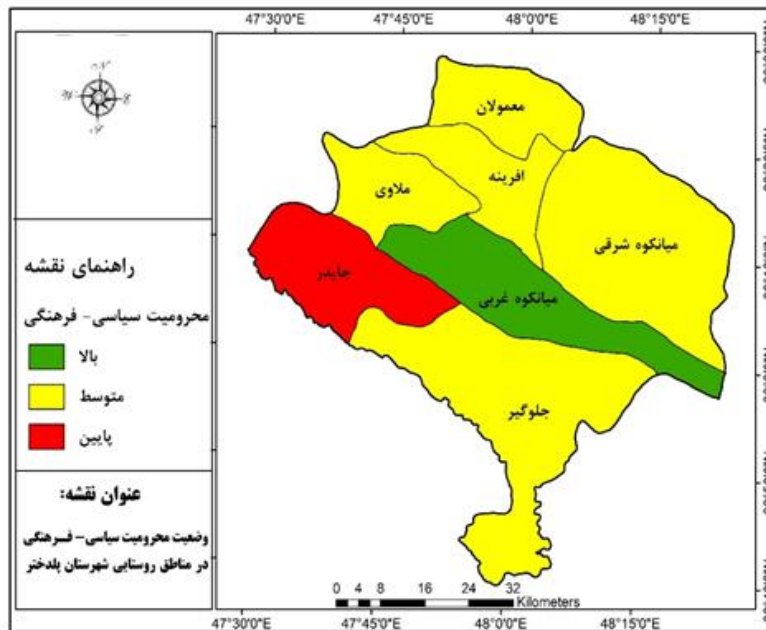 47°30'0"E 47°45'0"E 48°0'0"E 48°15'0"E
معمولان
افرینه
ملاوی
میانکوه شرقی
جایدر
میانکوه غربی
جلوگیر
راهنمای نقشه
محرومیت سیاسی- فرهنگی
بالا
متوسط
پایین
عنوان نقشه:
وضعیت محرومیت سیاسی- فرهنگی
در مناطق روستایی شهرستان پلدختر
0 4 8 16 24 32
Kilometers
47°30'0"E 47°45'0"E 48°0'0"E 48°15'0"E